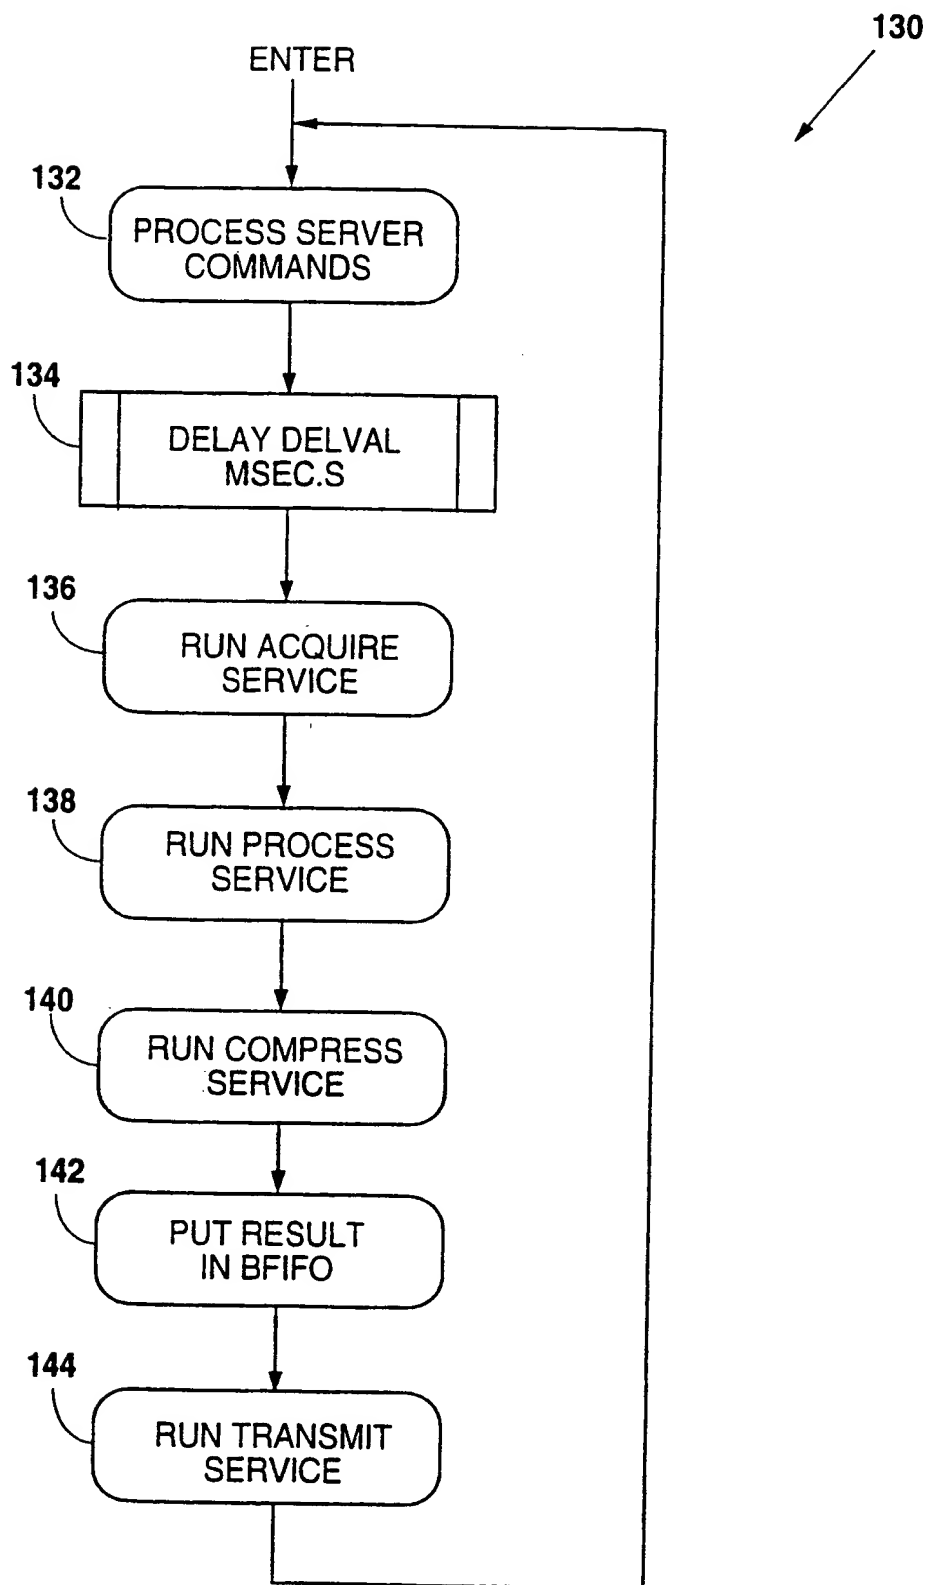 130
ENTER
132
PROCESS SERVER
COMMANDS
134
DELAY DELVAL
MSEC.S
136
RUN ACQUIRE
SERVICE
138
RUN PROCESS
SERVICE
140
RUN COMPRESS
SERVICE
142
PUT RESULT
IN BFIFO
144
RUN TRANSMIT
SERVICE